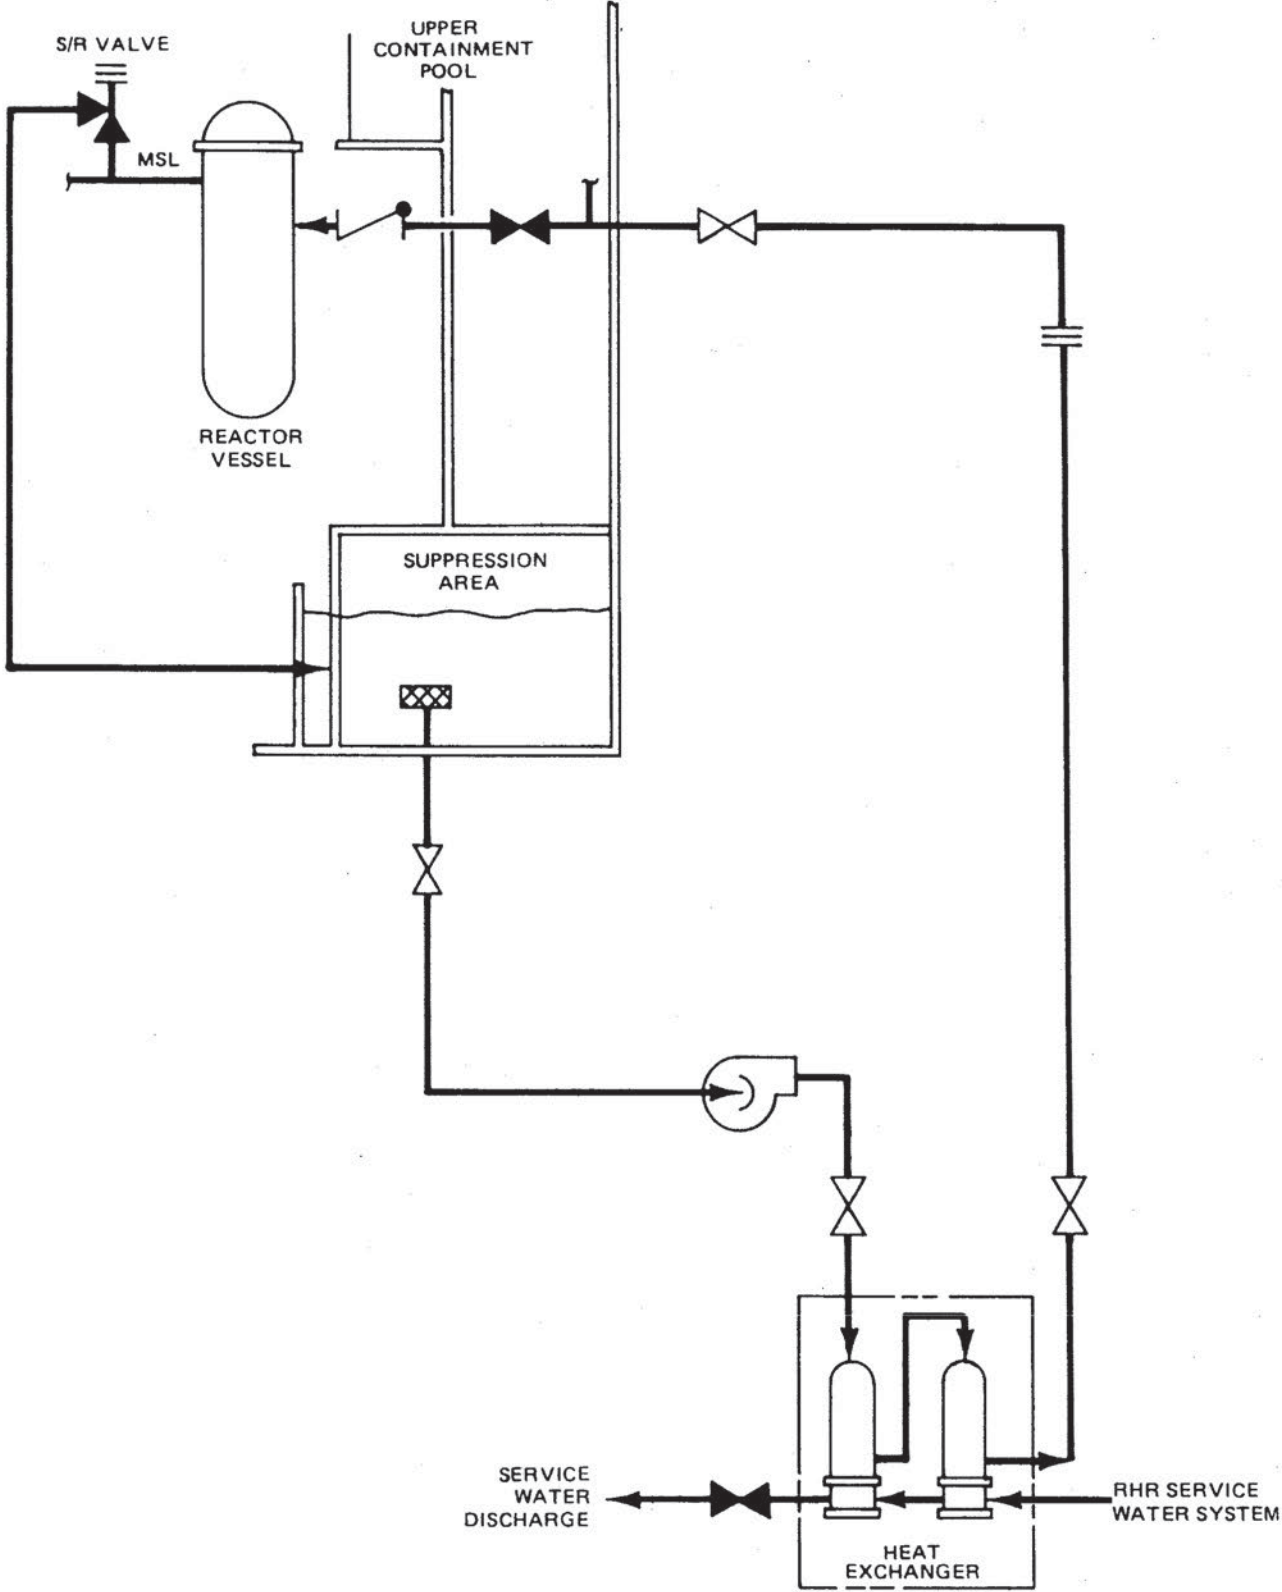 S/R VALVE
UPPER
CONTAINMENT
POOL
MSL
REACTOR
VESSEL
SUPPRESSION
AREA
SERVICE
WATER
DISCHARGE
RHR SERVICE
WATER SYSTEM
HEAT
EXCHANGER